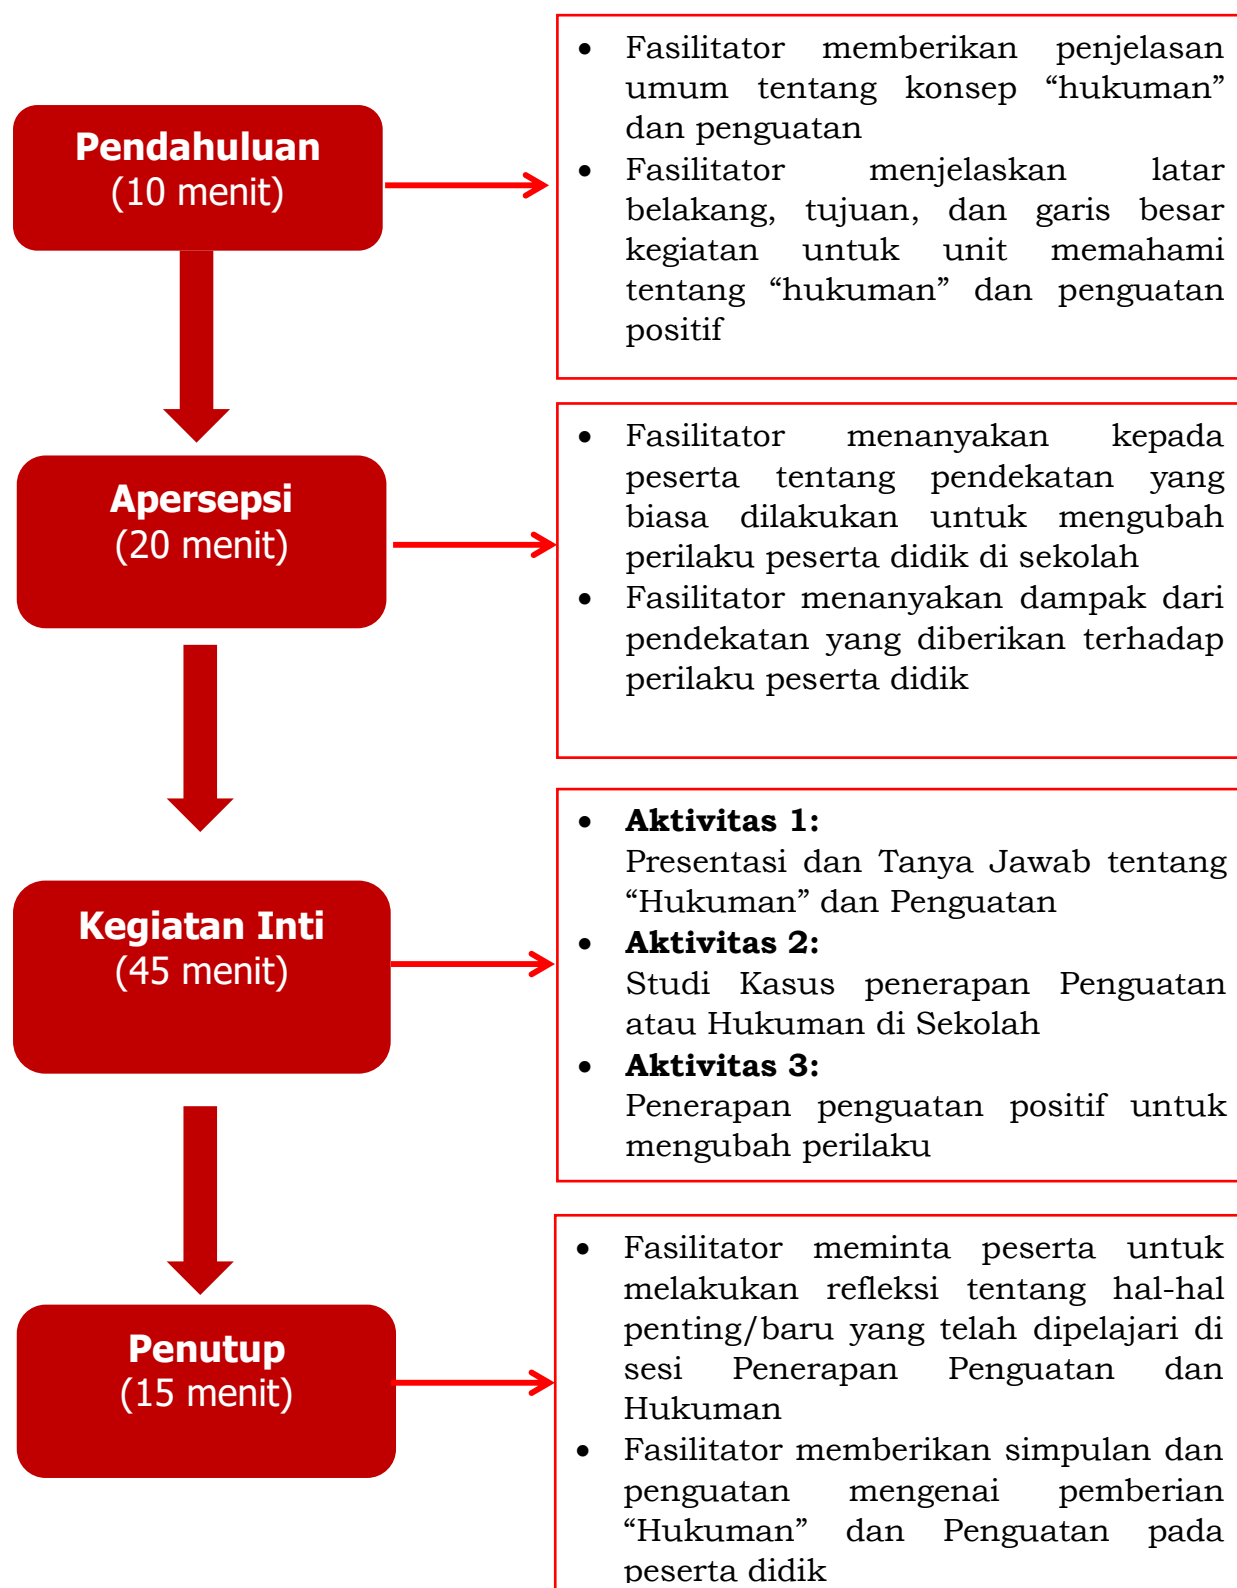 Pendahuluan
(10 menit)
• Fasilitator memberikan penjelasan
umum tentang konsep “hukuman”
dan penguatan
• Fasilitator menjelaskan latar
belakang, tujuan, dan garis besar
kegiatan untuk unit memahami
tentang “hukuman” dan penguatan
positif
Apersepsi
(20 menit)
• Fasilitator menanyakan kepada
peserta tentang pendekatan yang
biasa dilakukan untuk mengubah
perilaku peserta didik di sekolah
• Fasilitator menanyakan dampak dari
pendekatan yang diberikan terhadap
perilaku peserta didik
Kegiatan Inti
(45 menit)
• Aktivitas 1:
Presentasi dan Tanya Jawab tentang
“Hukuman” dan Penguatan
• Aktivitas 2:
Studi Kasus penerapan Penguatan
atau Hukuman di Sekolah
• Aktivitas 3:
Penerapan penguatan positif untuk
mengubah perilaku
Penutup
(15 menit)
• Fasilitator meminta peserta untuk
melakukan refleksi tentang hal-hal
penting/baru yang telah dipelajari di
sesi Penerapan Penguatan dan
Hukuman
• Fasilitator memberikan simpulan dan
penguatan mengenai pemberian
“Hukuman” dan Penguatan pada
peserta didik